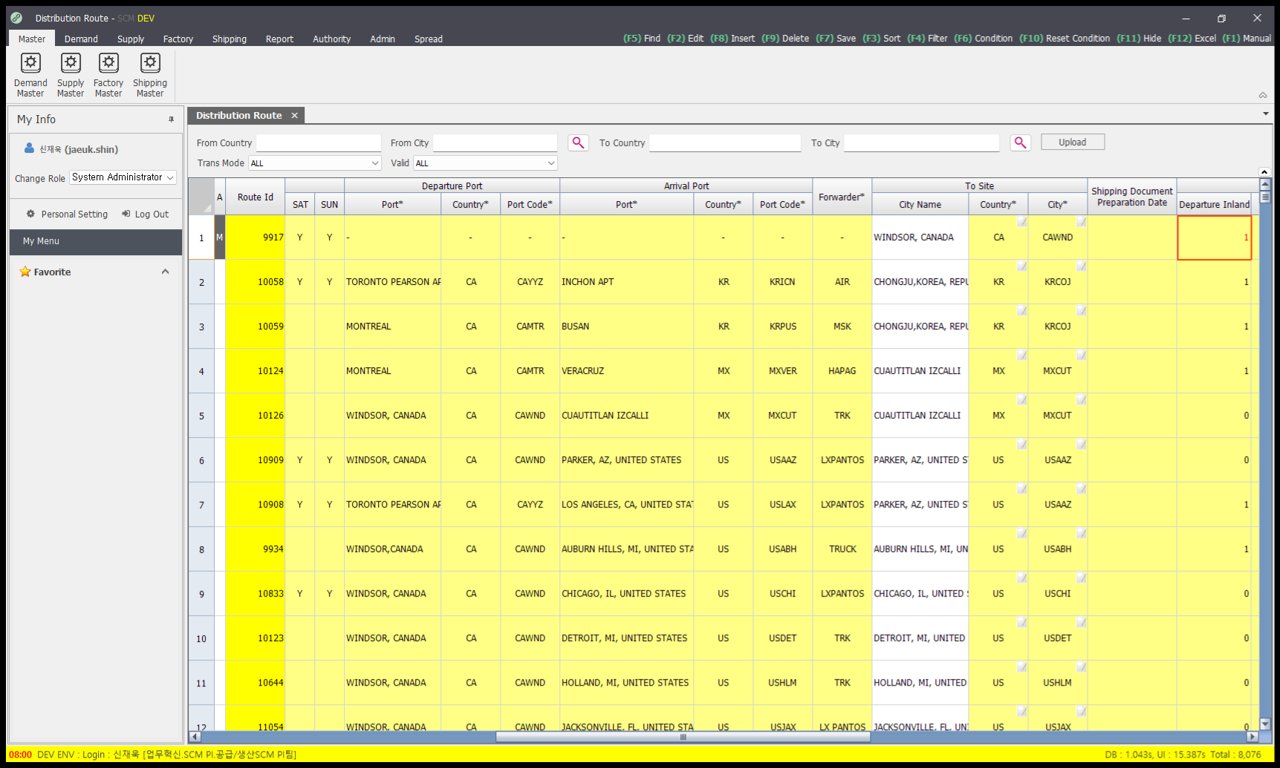 Distribution Route - SCM DEV
Master Demand Supply Factory Shipping Report Authority Admin Spread (F5) Find (F2) Edit (F8) Insert (F9) Delete (F7) Save (F3) Sort (F4) Filter (F6) Condition (F10) Reset Condition (F11) Hide (F12) Excel (F1) Manual
Demand Master Supply Master Factory Master Shipping Master
My Info
신재욱 (jaeuk.shin)
Change Role System Administrator
Personal Setting Log Out
My Menu
Favorite
Distribution Route
From Country From City To Country To City Upload
Trans Mode ALL Valid ALL
Departure Port Arrival Port To Site
A Route Id SAT SUN Port* Country* Port Code* Port* Country* Port Code* Forwarder* City Name Country* City* Shipping Document Preparation Date Departure Inland
1 M 9917 Y Y - - - - - - - WINDSOR, CANADA CA CAWND 1
2 10058 Y Y TORONTO PEARSON AP CA CAYYZ INCHON APT KR KRICN AIR CHONGJU,KOREA, REPU KR KRCOJ 1
3 10059 MONTREAL CA CAMTR BUSAN KR KRPUS MSK CHONGJU,KOREA, REPU KR KRCOJ 1
4 10124 MONTREAL CA CAMTR VERACRUZ MX MXVER HAPAG CUAUTITLAN IZCALLI MX MXCUT 1
5 10126 WINDSOR, CANADA CA CAWND CUAUTITLAN IZCALLI MX MXCUT TRK CUAUTITLAN IZCALLI MX MXCUT 0
6 10909 Y Y WINDSOR, CANADA CA CAWND PARKER, AZ, UNITED STATES US USAAZ LXPANTOS PARKER, AZ, UNITED S US USAAZ 0
7 10908 Y Y TORONTO PEARSON AP CA CAYYZ LOS ANGELES, CA, UNITED STAT US USLAX LXPANTOS PARKER, AZ, UNITED S US USAAZ 1
8 9934 WINDSOR,CANADA CA CAWND AUBURN HILLS, MI, UNITED STA US USABH TRUCK AUBURN HILLS, MI, UN US USABH 1
9 10833 Y Y WINDSOR, CANADA CA CAWND CHICAGO, IL, UNITED STATES US USCHI LXPANTOS CHICAGO, IL, UNITED S US USCHI 0
10 10123 WINDSOR, CANADA CA CAWND DETROIT, MI, UNITED STATES US USDET TRK DETROIT, MI, UNITED US USDET 0
11 10644 WINDSOR, CANADA CA CAWND HOLLAND, MI, UNITED STATES US USHLM TRK HOLLAND, MI, UNITED US USHLM 0
12 11054 WINDSOR, CANADA CA CAWND JACKSONVILLE, FL, UNITED STA US USJAX LX PANTOS JACKSONVILLE, FL, UN US USJAX 0
08:00 DEV ENV : Login : 신재욱 [업무혁신.SCM PI.공급/생산SCM PI팀] DB : 1.043s, UI : 15.387s Total : 8,076